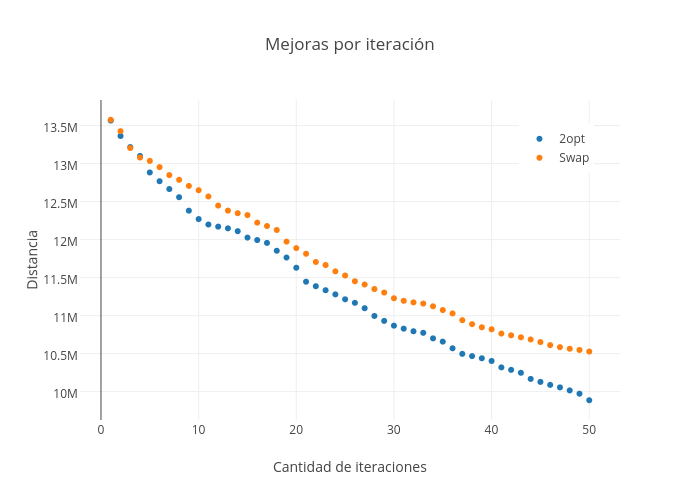 Mejoras por iteración
13.5M
13M
12.5M
12M
11.5M
11M
10.5M
10M
Distancia
2opt
Swap
0
10
20
30
40
50
Cantidad de iteraciones